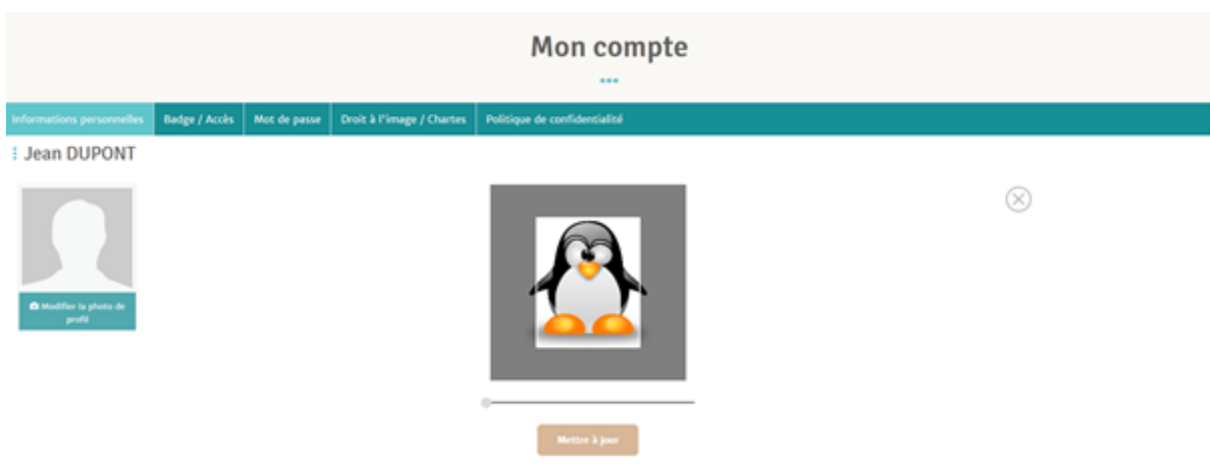 Mon compte
Informations personnelles Badge / Accès Mot de passe Droit à l'image / Chartes Politique de confidentialité
Jean DUPONT
Modifier la photo de
profil
Mettre à jour